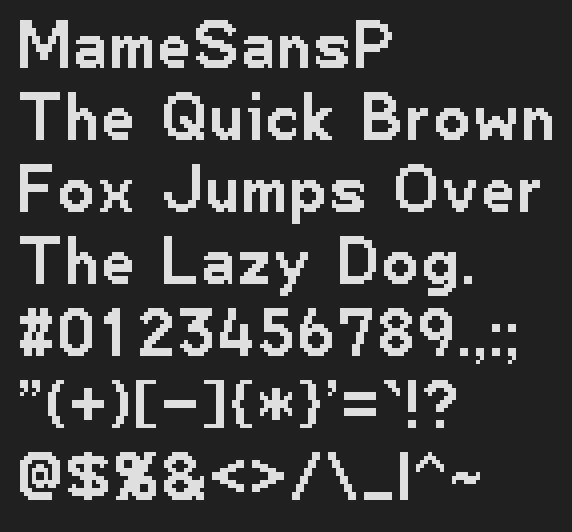 MameSansP
The Quick Brown
Fox Jumps Over
The Lazy Dog.
#0123456789.,:;
"(+)[-]{*}'=`!?
@$%&<>/\_|^~